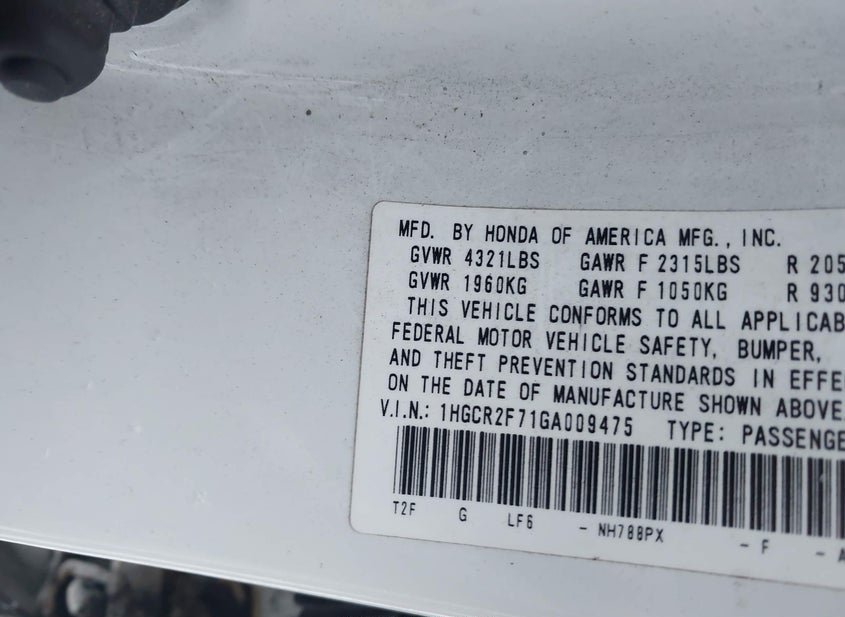 MFD. BY HONDA OF AMERICA MFG., INC.
GVWR 4321LBS GAWR F 2315LBS R 205
GVWR 1960KG GAWR F 1050KG R 930
THIS VEHICLE CONFORMS TO ALL APPLICAB
FEDERAL MOTOR VEHICLE SAFETY, BUMPER,
AND THEFT PREVENTION STANDARDS IN EFFE
ON THE DATE OF MANUFACTURE SHOWN ABOVE
V.I.N.: 1HGCR2F71GA009475 TYPE: PASSENGE
T2F G LF6 - NH788PX - F - A